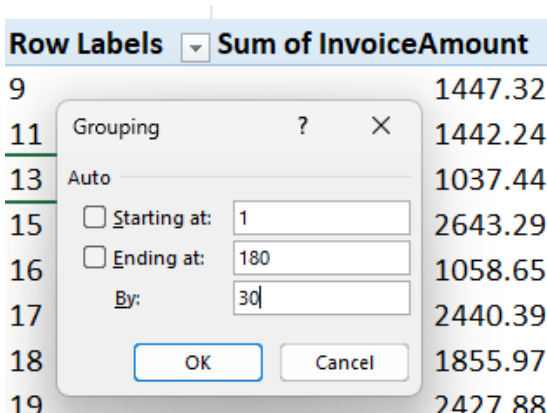 Row Labels Sum of InvoiceAmount
9 1447.32
Grouping ? ×
11 1442.24
Auto
13 1037.44
Starting at: 1
15 2643.29
Ending at: 180
16 1058.65
By: 30
17 2440.39
OK Cancel
18 1855.97
19 2427.88